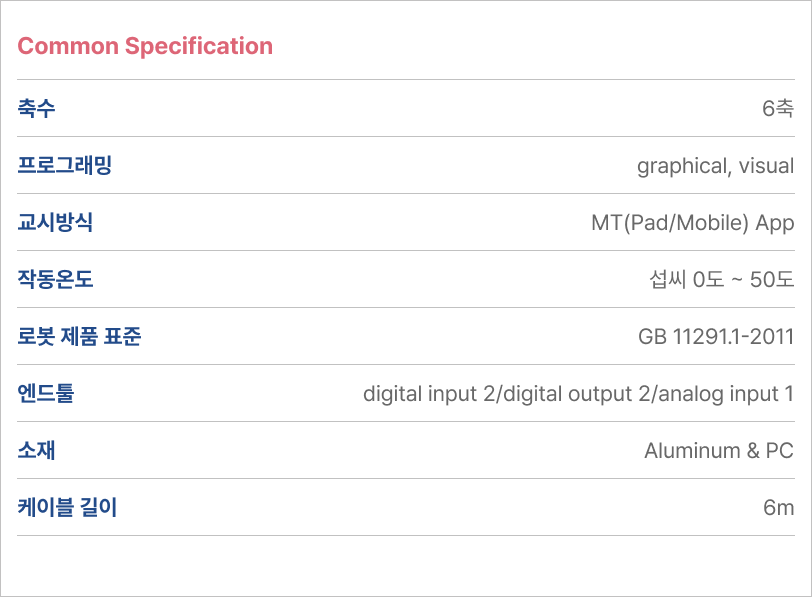 Common Specification
축수 6축
프로그래밍 graphical, visual
교시방식 MT(Pad/Mobile) App
작동온도 섭씨 0도 ~ 50도
로봇 제품 표준 GB 11291.1-2011
엔드툴 digital input 2/digital output 2/analog input 1
소재 Aluminum & PC
케이블 길이 6m